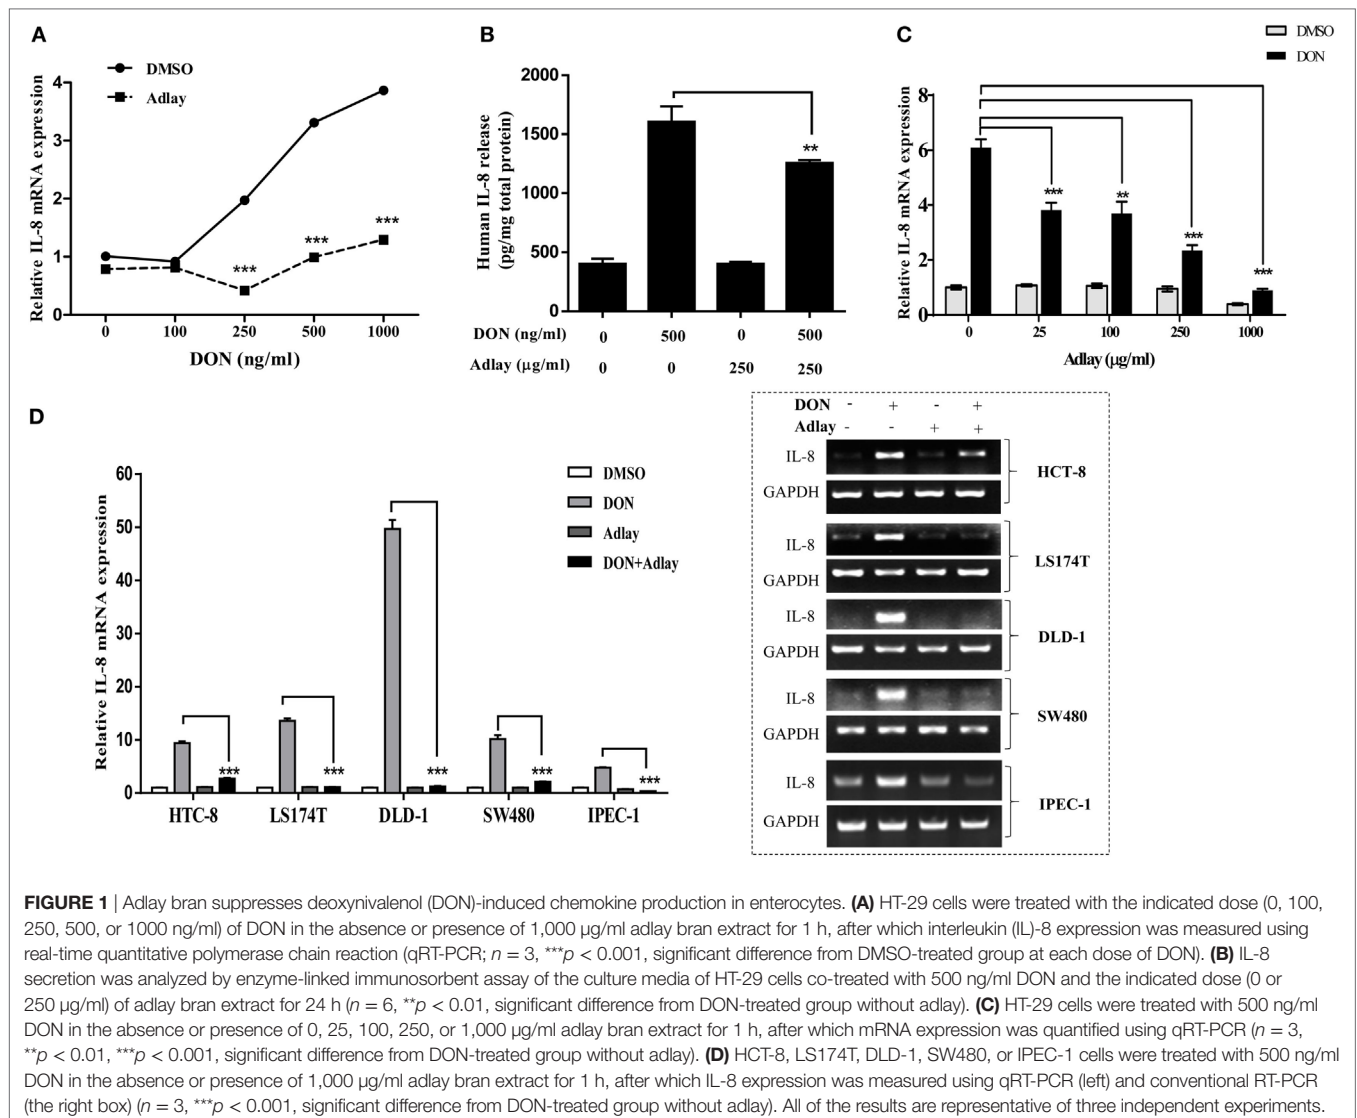 A
DMSO
Adlay
Relative IL-8 mRNA expression
4
3
2
1
0
***
***
***
0 100 250 500 1000
DON (ng/ml)
B
Human IL-8 release
(pg/mg total protein)
2000
1500
1000
500
0
**
DON (ng/ml) 0 500 0 500
Adlay (µg/ml) 0 0 250 250
C
DMSO
DON
Relative IL-8 mRNA expression
8
6
4
2
0
***
**
***
***
0 25 100 250 1000
Adlay (µg/ml)
D
Relative IL-8 mRNA expression
60
50
40
30
20
10
0
DMSO
DON
Adlay
DON+Adlay
*** *** *** *** ***
HTC-8 LS174T DLD-1 SW480 IPEC-1
DON - + - +
Adlay - - + +
IL-8
GAPDH
HCT-8
IL-8
GAPDH
LS174T
IL-8
GAPDH
DLD-1
IL-8
GAPDH
SW480
IL-8
GAPDH
IPEC-1
FIGURE 1 | Adlay bran suppresses deoxynivalenol (DON)-induced chemokine production in enterocytes. (A) HT-29 cells were treated with the indicated dose (0, 100,
250, 500, or 1000 ng/ml) of DON in the absence or presence of 1,000 µg/ml adlay bran extract for 1 h, after which interleukin (IL)-8 expression was measured using
real-time quantitative polymerase chain reaction (qRT-PCR; n = 3, ***p < 0.001, significant difference from DMSO-treated group at each dose of DON). (B) IL-8
secretion was analyzed by enzyme-linked immunosorbent assay of the culture media of HT-29 cells co-treated with 500 ng/ml DON and the indicated dose (0 or
250 µg/ml) of adlay bran extract for 24 h (n = 6, **p < 0.01, significant difference from DON-treated group without adlay). (C) HT-29 cells were treated with 500 ng/ml
DON in the absence or presence of 0, 25, 100, 250, or 1,000 µg/ml adlay bran extract for 1 h, after which mRNA expression was quantified using qRT-PCR (n = 3,
**p < 0.01, ***p < 0.001, significant difference from DON-treated group without adlay). (D) HCT-8, LS174T, DLD-1, SW480, or IPEC-1 cells were treated with 500 ng/ml
DON in the absence or presence of 1,000 µg/ml adlay bran extract for 1 h, after which IL-8 expression was measured using qRT-PCR (left) and conventional RT-PCR
(the right box) (n = 3, ***p < 0.001, significant difference from DON-treated group without adlay). All of the results are representative of three independent experiments.